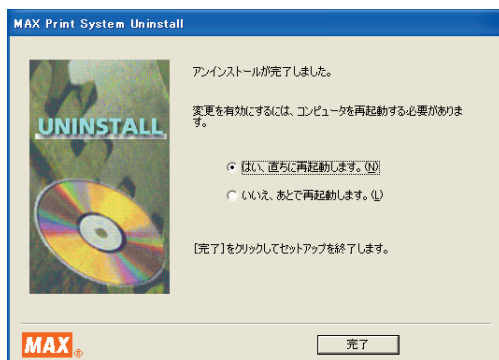 MAX Print System Uninstall
UNINSTALL
アンインストールが完了しました。
変更を有効にするには、コンピュータを再起動する必要がありま
す。
はい、直ちに再起動します。(N)
いいえ、あとで再起動します。(L)
[完了]をクリックしてセットアップを終了します。
MAX®
完了